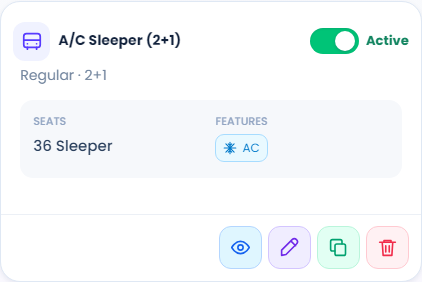 A/C Sleeper (2+1)
Active
Regular · 2+1
SEATS
FEATURES
36 Sleeper
AC